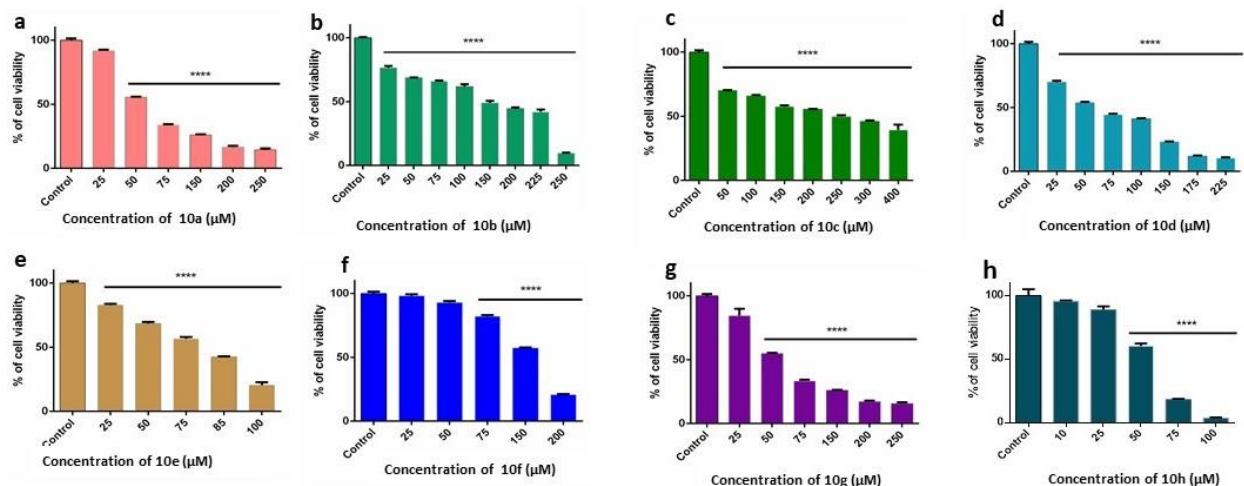 a
% of cell viability
100
50
0
****
Control 25 50 75 150 200 250
Concentration of 10a (µM)
b
% of cell viability
100
50
0
****
Control 25 50 75 100 150 200 225 250
Concentration of 10b (µM)
c
% of cell viability
100
50
0
****
Control 50 100 150 200 250 300 400
Concentration of 10c (µM)
d
% of cell viability
100
50
0
****
Control 25 50 75 100 150 175 225
Concentration of 10d (µM)
e
% of cell viability
100
50
0
****
Control 25 50 75 85 100
Concentration of 10e (µM)
f
% of cell viability
100
50
0
****
Control 25 50 75 150 200
Concentration of 10f (µM)
g
% of cell viability
100
50
0
****
Control 25 50 75 150 200 250
Concentration of 10g (µM)
h
% of cell viability
100
50
0
****
Control 10 25 50 75 100
Concentration of 10h (µM)